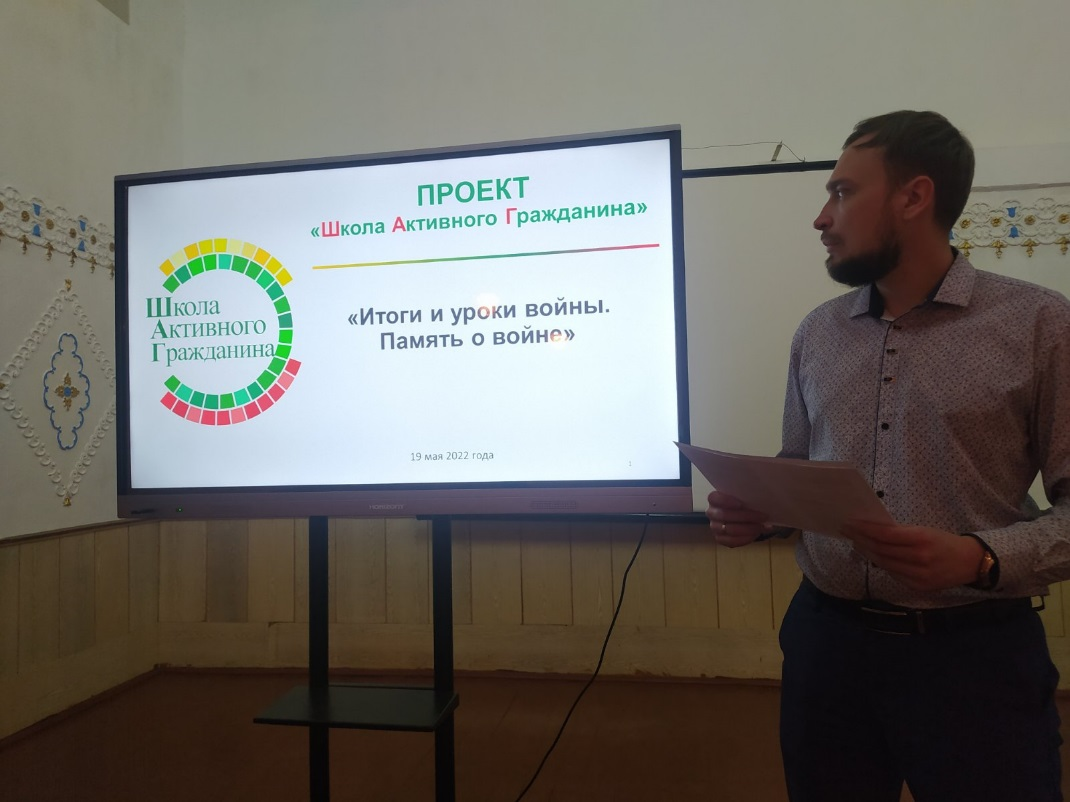 ПРОЕКТ
«Школа Активного Гражданина»
Школа
Активного
Гражданина
«Итоги и уроки войны.
Память о войне»
19 мая 2022 года
1